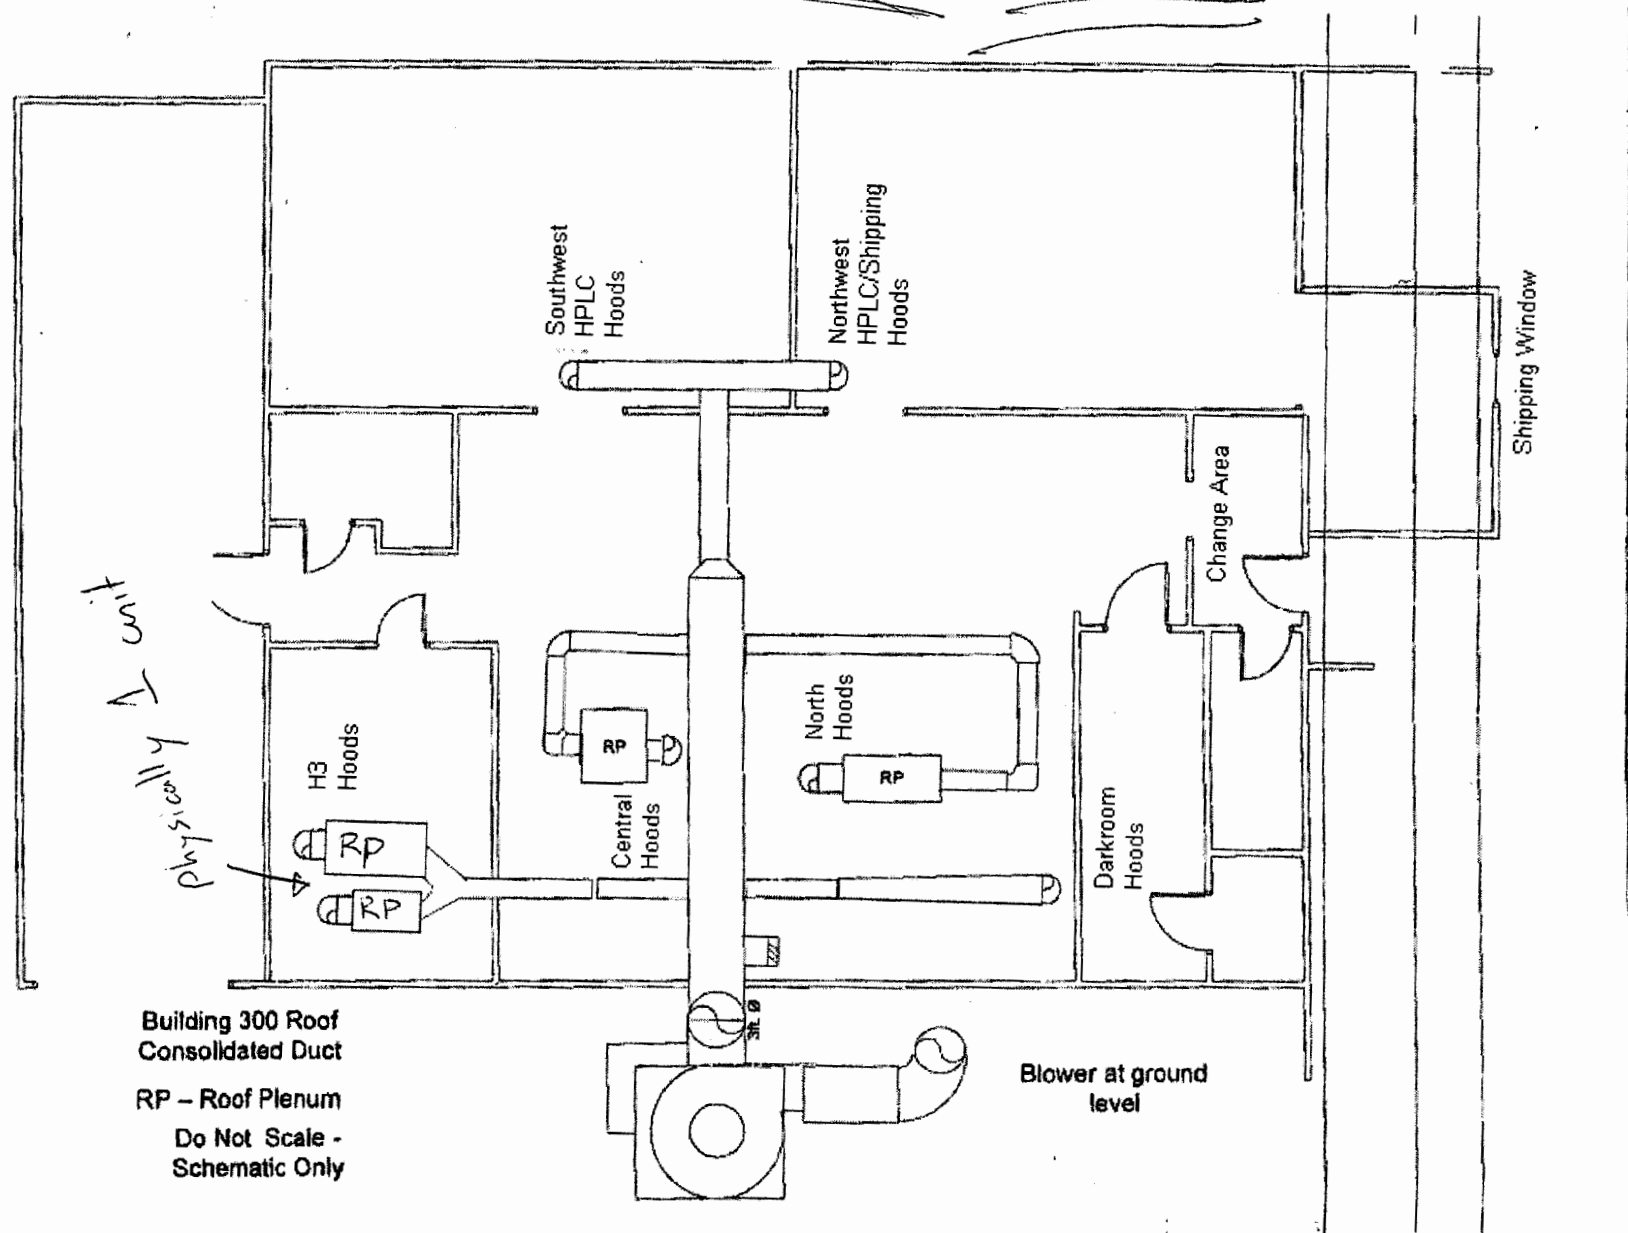 Southwest
HPLC
Hoods
Northwest
HPLC/Shipping
Hoods
Shipping Window
Change Area
physically 1 unit
H3
Hoods
RP
RP
RP
Central
Hoods
North
Hoods
RP
Darkroom
Hoods
3ft. Ø
Building 300 Roof
Consolidated Duct
RP – Roof Plenum
Do Not Scale -
Schematic Only
Blower at ground
level